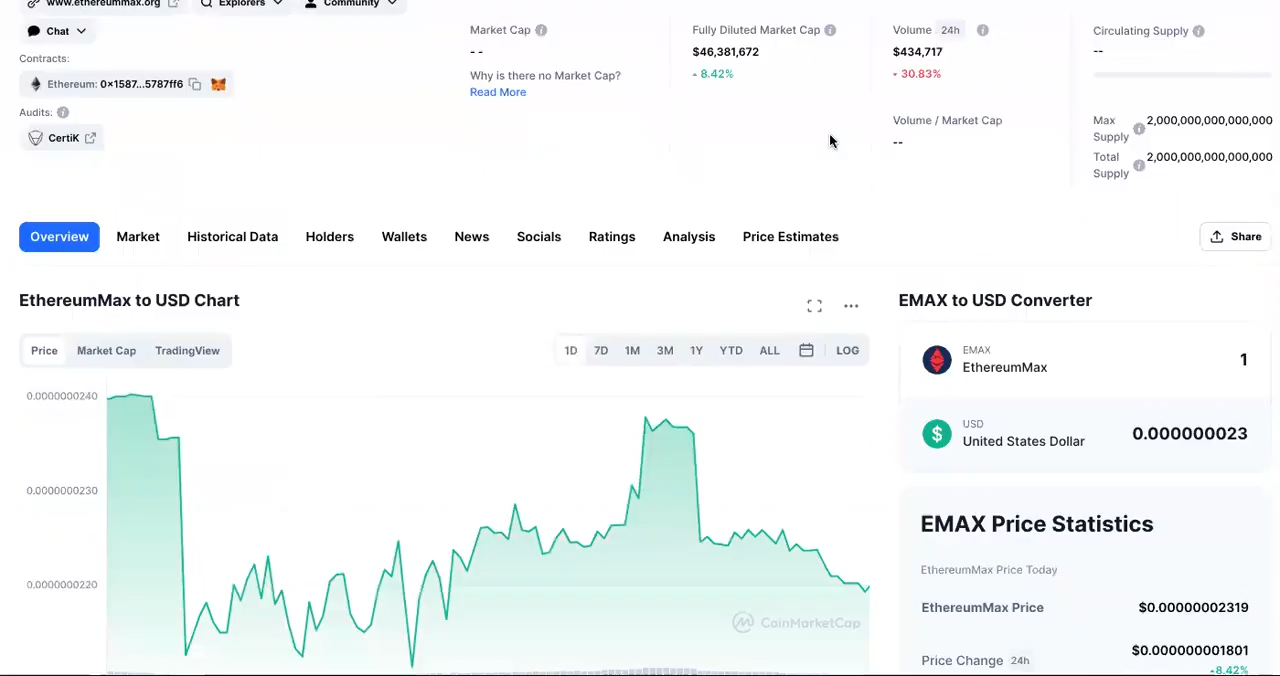 www.ethereummax.org
Explorers
Community
Chat
Contracts:
Ethereum: 0x1587...5787ff6
Audits:
CertiK
Market Cap
- -
Why is there no Market Cap?
Read More
Fully Diluted Market Cap
$46,381,672
8.42%
Volume 24h
$434,717
30.83%
Volume / Market Cap
--
Circulating Supply
--
Max Supply 2,000,000,000,000,000
Total Supply 2,000,000,000,000,000
Overview Market Historical Data Holders Wallets News Socials Ratings Analysis Price Estimates
Share
EthereumMax to USD Chart
Price Market Cap TradingView
1D 7D 1M 3M 1Y YTD ALL LOG
0.0000000240
0.0000000230
0.0000000220
CoinMarketCap
EMAX to USD Converter
EMAX
EthereumMax
1
USD
United States Dollar
0.000000023
$
EMAX Price Statistics
EthereumMax Price Today
EthereumMax Price $0.00000002319
Price Change 24h $0.000000001801
8.42%